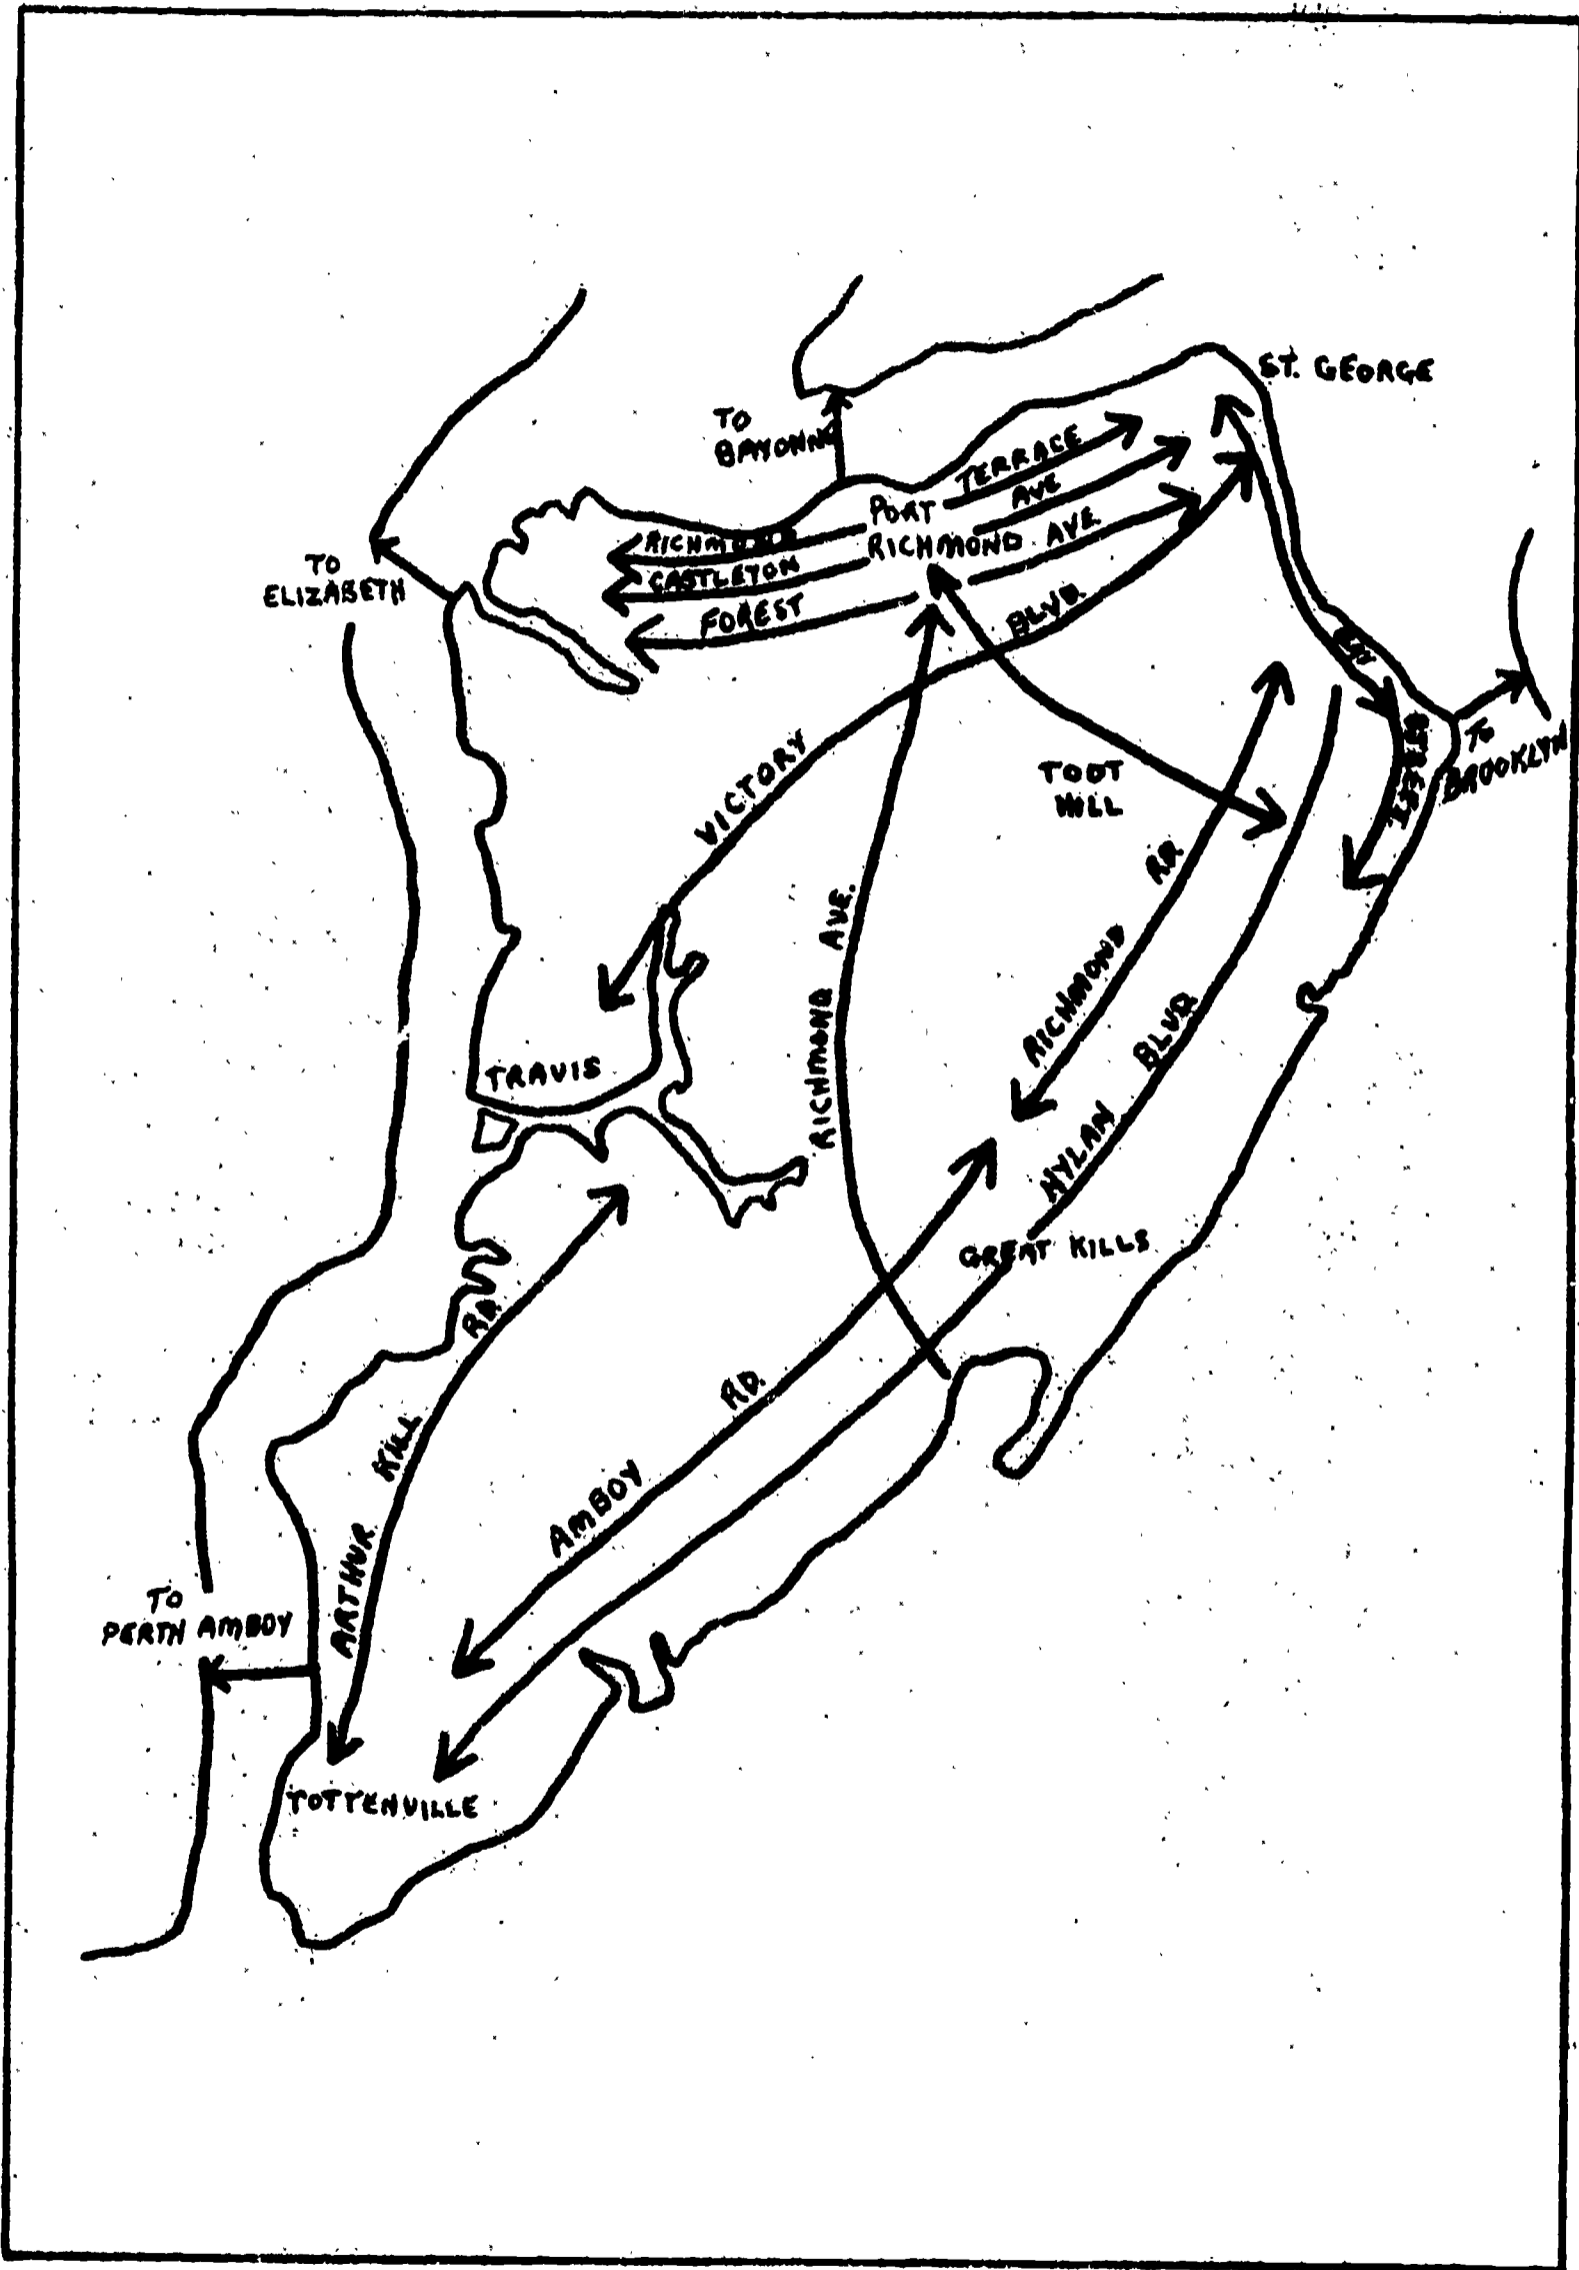 ST. GEORGE
TO
BAYONNE
TERRACE
AVE
PORT
RICHMOND AVE.
RICHMOND
CASTLETON
FOREST
TO
ELIZABETH
BLVD.
VICTORY
BAY
STREET
TO
BROOKLYN
TODT
HILL
RICHMOND RD.
RICHMOND AVE.
HYLAN BLVD
TRAVIS
GREAT KILLS
ARTHUR KILL RD.
AMBOY RD.
TO
PERTH AMBOY
TOTTENVILLE